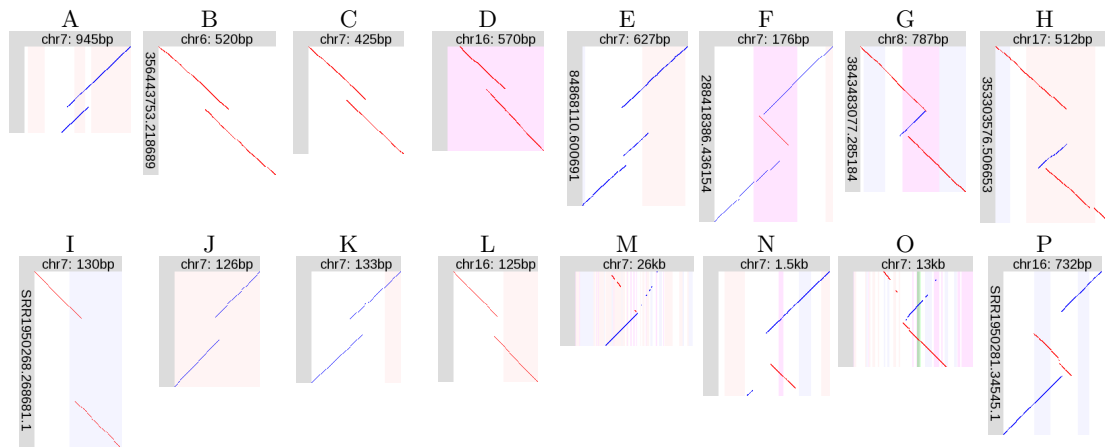 A B C D E F G H
chr7: 945bp
chr6: 520bp
chr7: 425bp
chr16: 570bp
chr7: 627bp
chr7: 176bp
chr8: 787bp
chr17: 512bp
356443753.218689
84868110.600691
288418386.436154
3843483077.285184
353303576.506653
I J K L M N O P
chr7: 130bp
chr7: 126bp
chr7: 133bp
chr16: 125bp
chr7: 26kb
chr7: 1.5kb
chr7: 13kb
chr16: 732bp
SRR1950268.268681.1
SRR1950281.34545.1